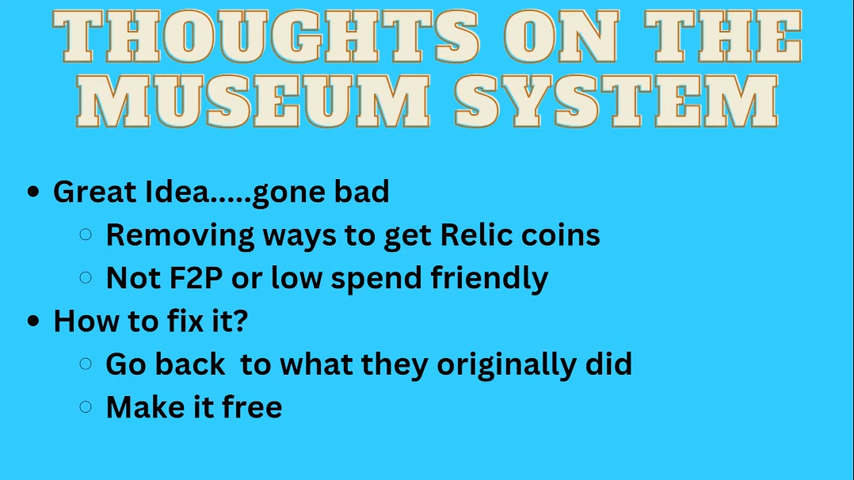 THOUGHTS ON THE
MUSEUM SYSTEM
• Great Idea.....gone bad
○ Removing ways to get Relic coins
○ Not F2P or low spend friendly
• How to fix it?
○ Go back  to what they originally did
○ Make it free